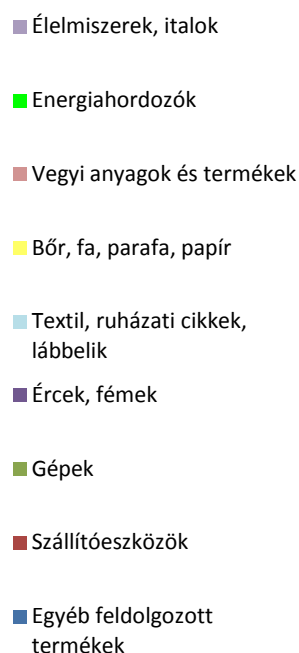 Élelmiszerek, italok
Energiahordozók
Vegyi anyagok és termékek
Bőr, fa, parafa, papír
Textil, ruházati cikkek,
lábbelik
Ércek, fémek
Gépek
Szállítóeszközök
Egyéb feldolgozott
termékek